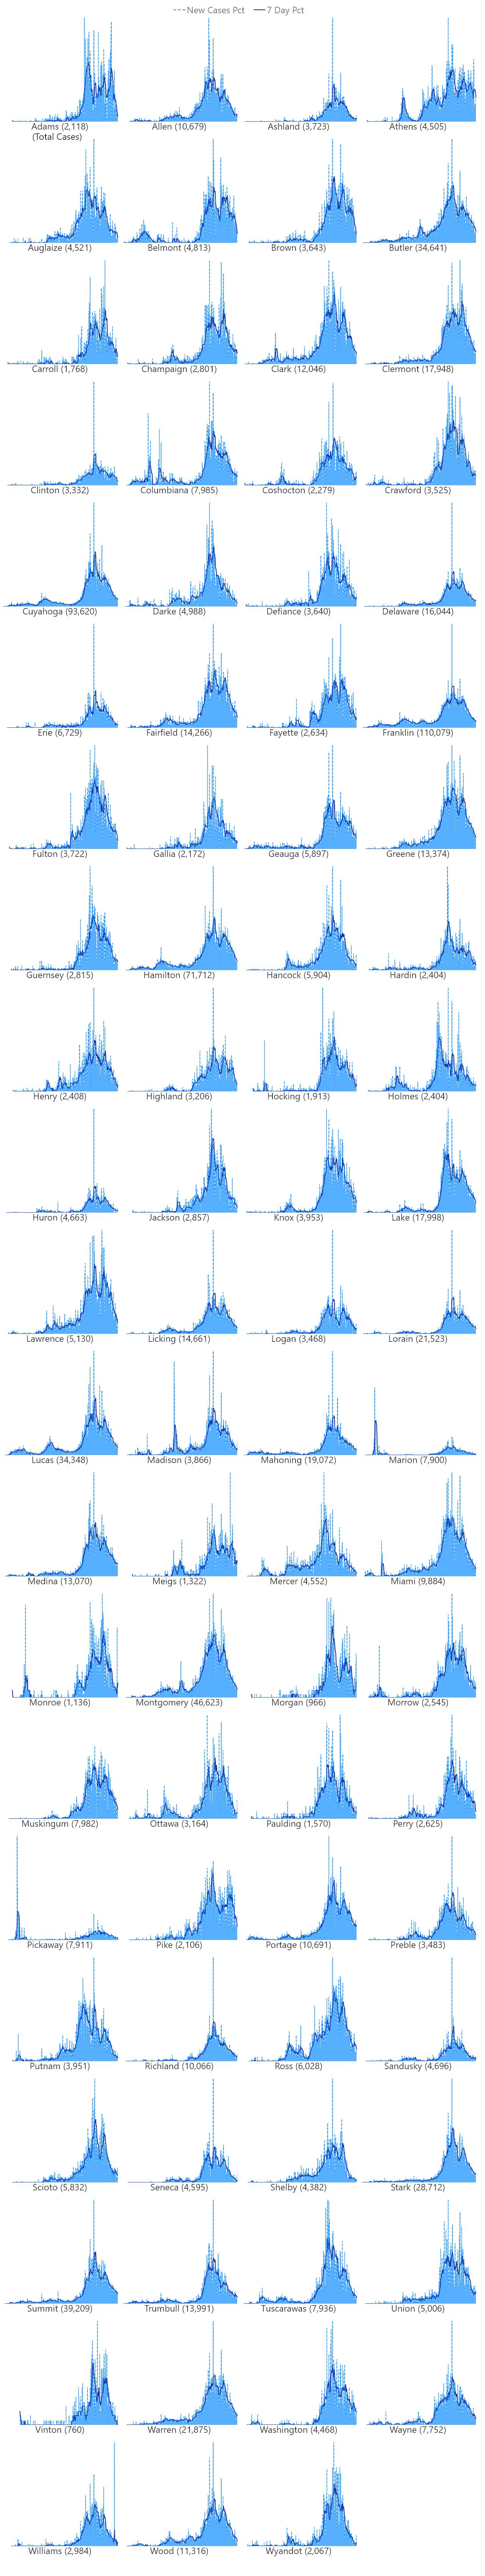 New Cases Pct 7 Day Pct
Adams (2,118) Allen (10,679) Ashland (3,723) Athens (4,505)
(Total Cases)
Auglaize (4,521) Belmont (4,813) Brown (3,643) Butler (34,641)
Carroll (1,768) Champaign (2,801) Clark (12,046) Clermont (17,948)
Clinton (3,332) Columbiana (7,985) Coshocton (2,279) Crawford (3,525)
Cuyahoga (93,620) Darke (4,988) Defiance (3,640) Delaware (16,044)
Erie (6,729) Fairfield (14,266) Fayette (2,634) Franklin (110,079)
Fulton (3,722) Gallia (2,172) Geauga (5,897) Greene (13,374)
Guernsey (2,815) Hamilton (71,712) Hancock (5,904) Hardin (2,404)
Henry (2,408) Highland (3,206) Hocking (1,913) Holmes (2,404)
Huron (4,663) Jackson (2,857) Knox (3,953) Lake (17,998)
Lawrence (5,130) Licking (14,661) Logan (3,468) Lorain (21,523)
Lucas (34,348) Madison (3,866) Mahoning (19,072) Marion (7,900)
Medina (13,070) Meigs (1,322) Mercer (4,552) Miami (9,884)
Monroe (1,136) Montgomery (46,623) Morgan (966) Morrow (2,545)
Muskingum (7,982) Ottawa (3,164) Paulding (1,570) Perry (2,625)
Pickaway (7,911) Pike (2,106) Portage (10,691) Preble (3,483)
Putnam (3,951) Richland (10,066) Ross (6,028) Sandusky (4,696)
Scioto (5,832) Seneca (4,595) Shelby (4,382) Stark (28,712)
Summit (39,209) Trumbull (13,991) Tuscarawas (7,936) Union (5,006)
Vinton (760) Warren (21,875) Washington (4,468) Wayne (7,752)
Williams (2,984) Wood (11,316) Wyandot (2,067)